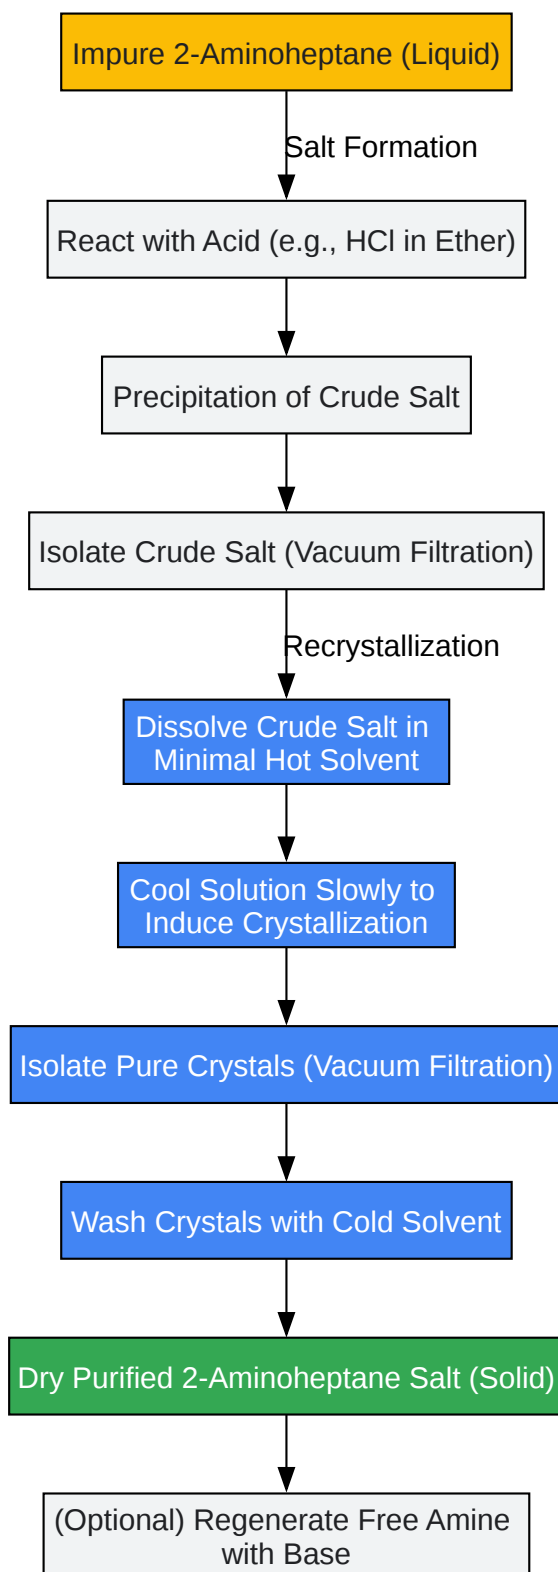 Impure 2-Aminoheptane (Liquid)
Salt Formation
React with Acid (e.g., HCl in Ether)
Precipitation of Crude Salt
Isolate Crude Salt (Vacuum Filtration)
Recrystallization
Dissolve Crude Salt in
Minimal Hot Solvent
Cool Solution Slowly to
Induce Crystallization
Isolate Pure Crystals (Vacuum Filtration)
Wash Crystals with Cold Solvent
Dry Purified 2-Aminoheptane Salt (Solid)
(Optional) Regenerate Free Amine
with Base